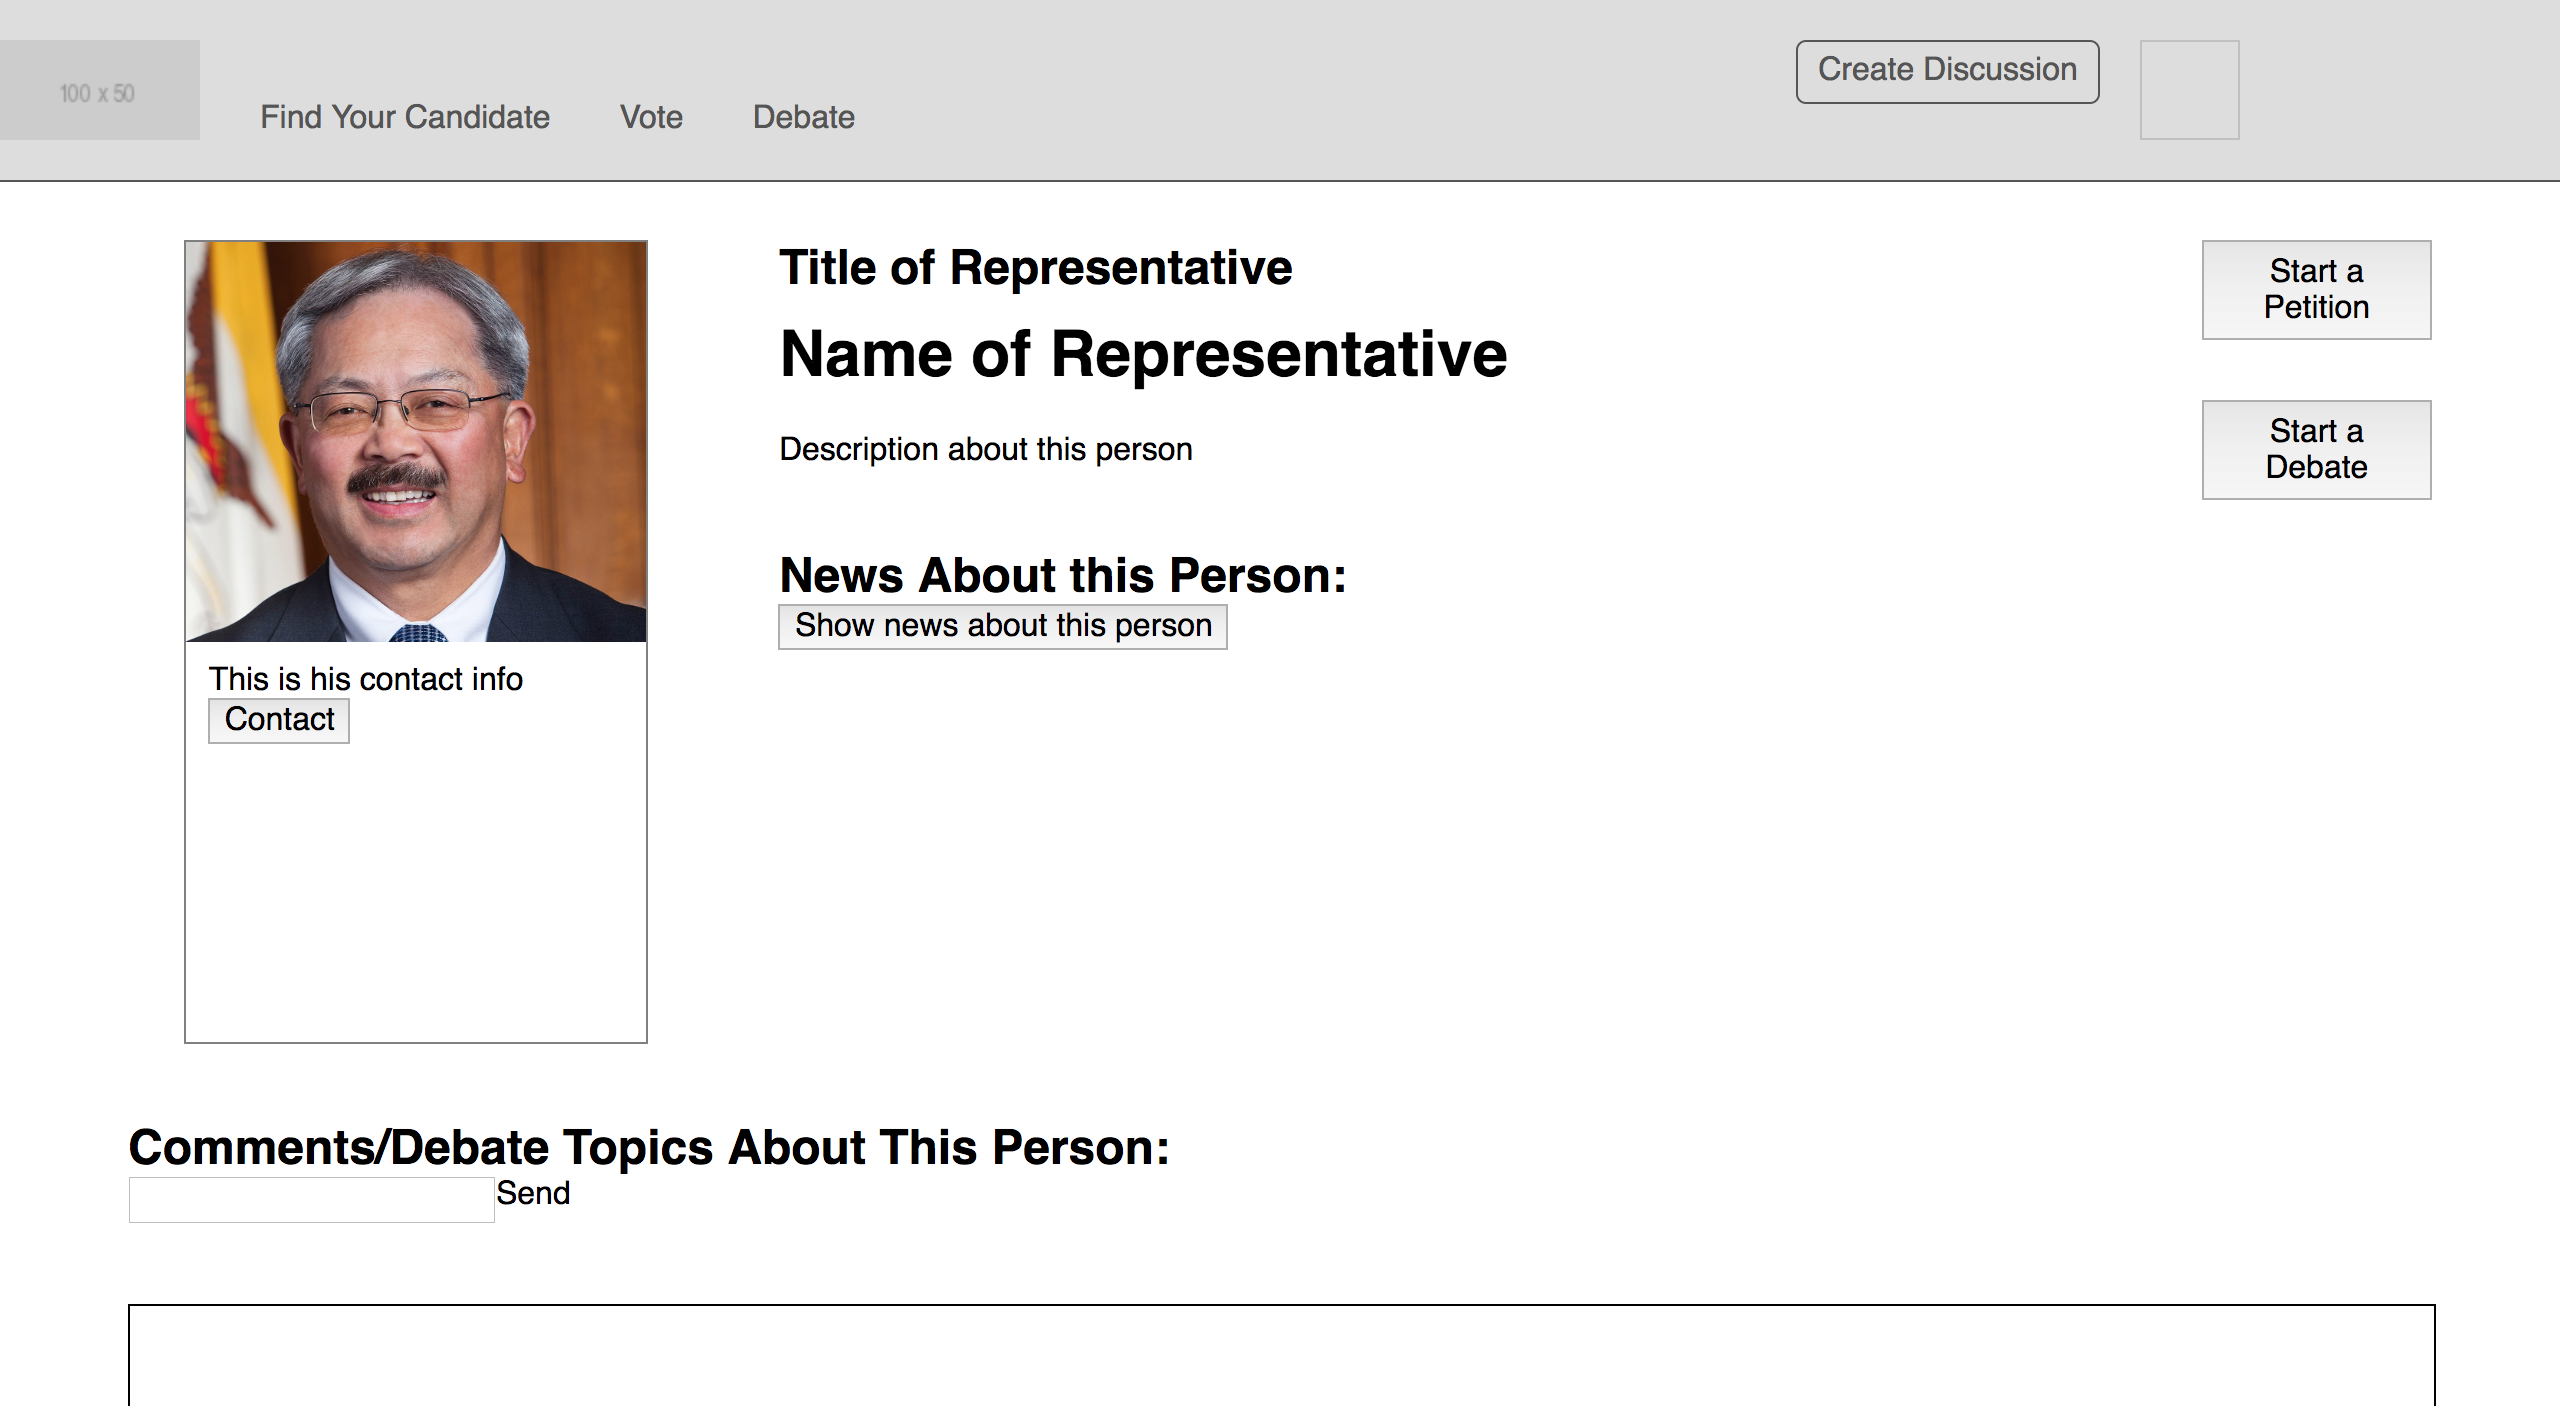 100 x 50
Find Your Candidate
Vote
Debate
Create Discussion
Title of Representative
Name of Representative
Description about this person
Start a
Petition
Start a
Debate
News About this Person:
Show news about this person
This is his contact info
Contact
Comments/Debate Topics About This Person:
Send